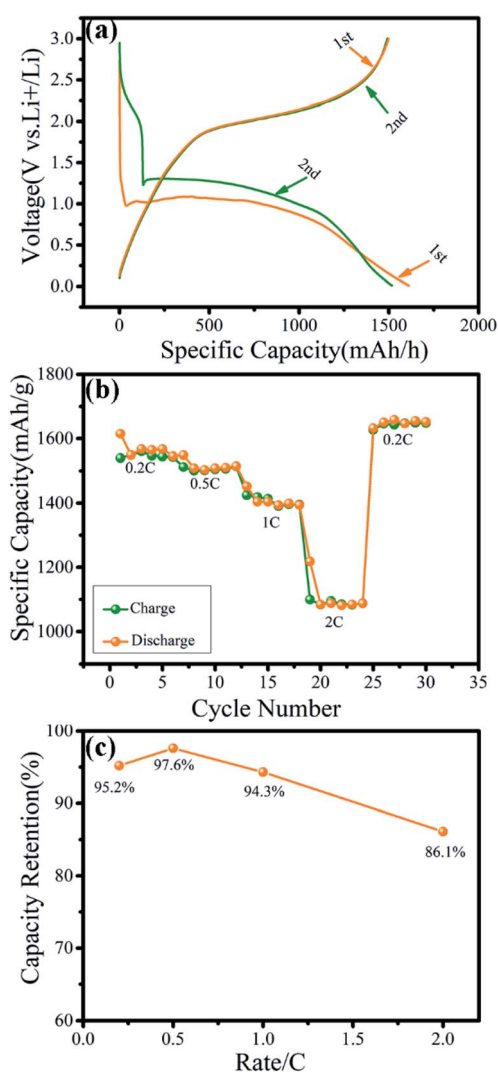 (a)
3.0
2.5
2.0
1.5
1.0
0.5
0.0
Voltage(V vs.Li+/Li)
1st
2nd
2nd
1st
0
500
1000
1500
2000
Specific Capacity(mAh/h)
(b)
1800
1600
1400
1200
1000
Specific Capacity(mAh/g)
0.2C
0.5C
1C
2C
0.2C
Charge
Discharge
0
5
10
15
20
25
30
35
Cycle Number
(c)
100
90
80
70
60
Capacity Retention(%)
95.2%
97.6%
94.3%
86.1%
0.0
0.5
1.0
1.5
2.0
Rate/C